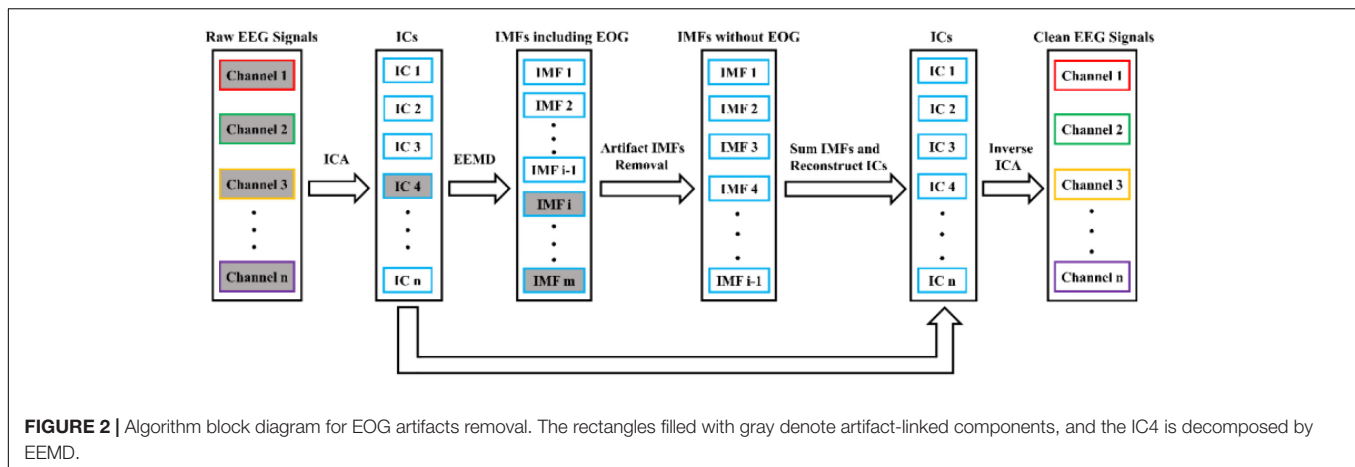 Raw EEG Signals
Channel 1
Channel 2
Channel 3
Channel n
ICA
ICs
IC 1
IC 2
IC 3
IC 4
IC n
EEMD
IMFs including EOG
IMF 1
IMF 2
IMF i-1
IMF i
IMF m
Artifact IMFs
Removal
IMFs without EOG
IMF 1
IMF 2
IMF 3
IMF 4
IMF i-1
Sum IMFs and
Reconstruct ICs
ICs
IC 1
IC 2
IC 3
IC 4
IC n
Inverse
ICA
Clean EEG Signals
Channel 1
Channel 2
Channel 3
Channel n
FIGURE 2 | Algorithm block diagram for EOG artifacts removal. The rectangles filled with gray denote artifact-linked components, and the IC4 is decomposed by
EEMD.